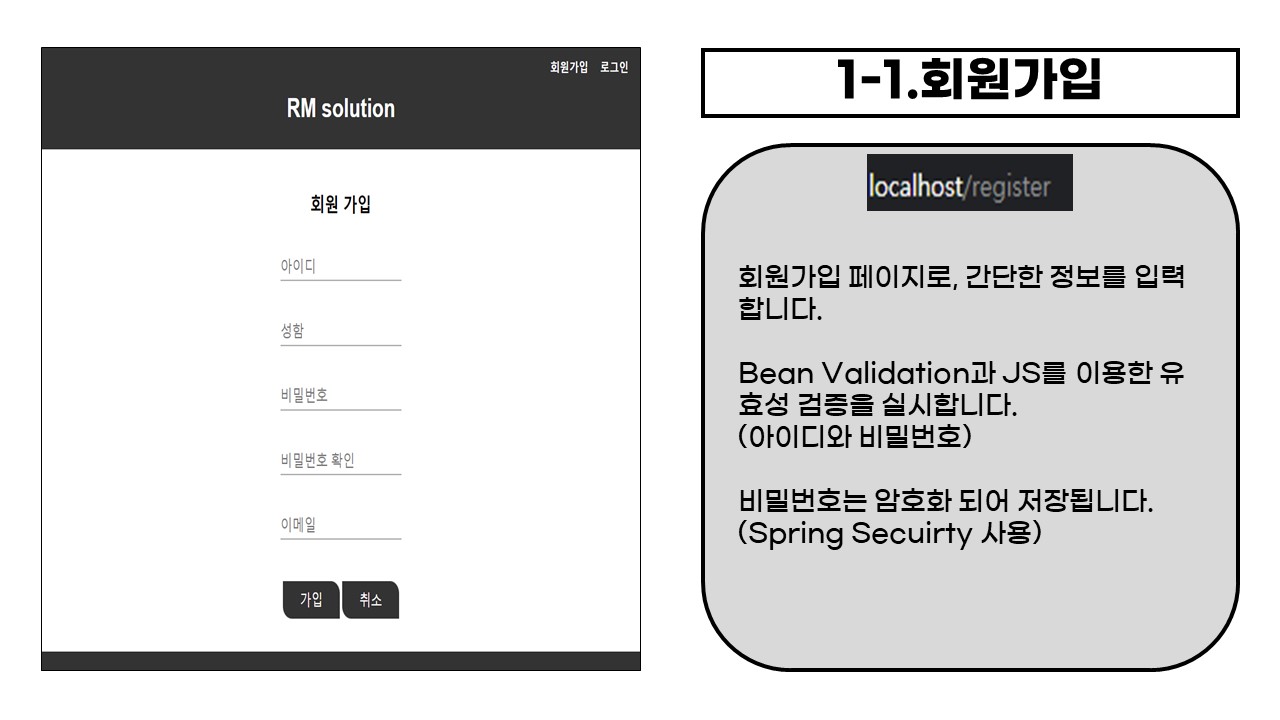 회원가입 로그인
RM solution
회원 가입
아이디
성함
비밀번호
비밀번호 확인
이메일
가입 취소
1-1.회원가입
localhost/register
회원가입 페이지로, 간단한 정보를 입력
합니다.
Bean Validation과 JS를 이용한 유
효성 검증을 실시합니다.
(아이디와 비밀번호)
비밀번호는 암호화 되어 저장됩니다.
(Spring Secuirty 사용)